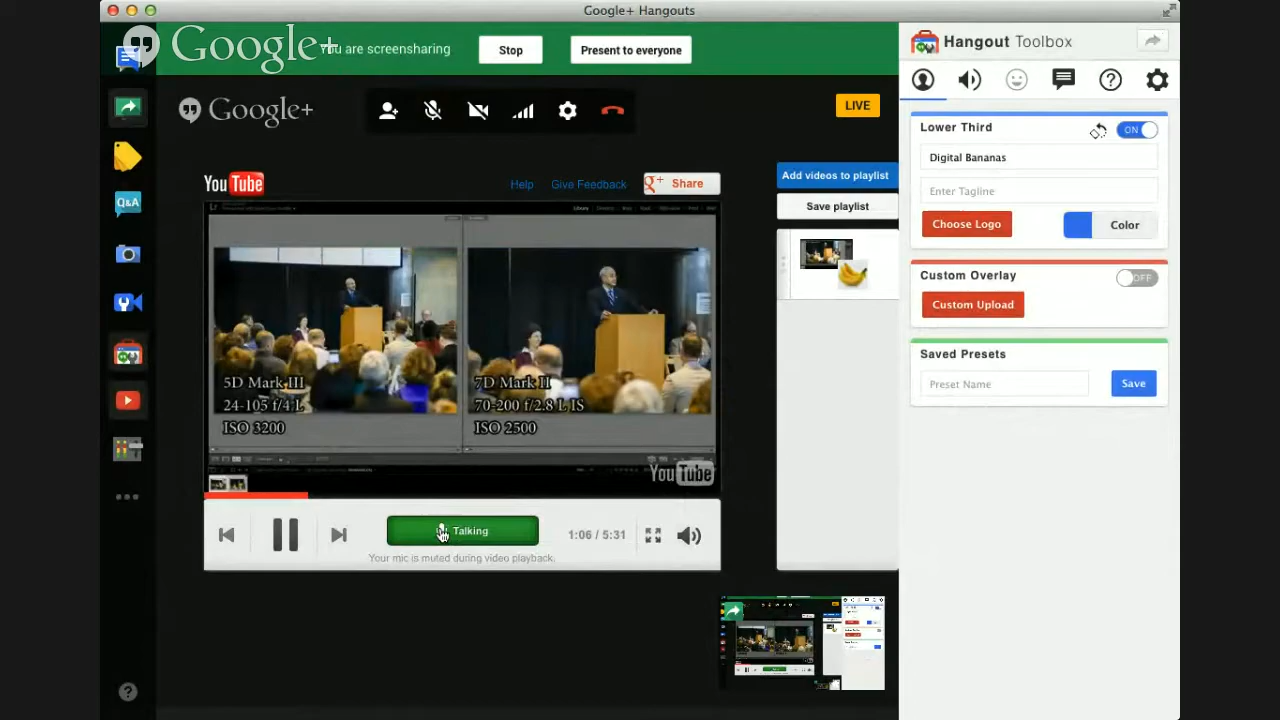 Google+ Hangouts
Google+
You are screensharing
Stop
Present to everyone
Hangout Toolbox
Google+
LIVE
YouTube
Help
Give Feedback
g+ Share
Add videos to playlist
Save playlist
Lower Third
ON
Digital Bananas
Enter Tagline
Choose Logo
Color
Custom Overlay
OFF
Custom Upload
Saved Presets
Preset Name
Save
Q&A
5D Mark III
24-105 f/4 L
ISO 3200
7D Mark II
70-200 f/2.8 L IS
ISO 2500
YouTube
Talking
1:06 / 5:31
Your mic is muted during video playback.